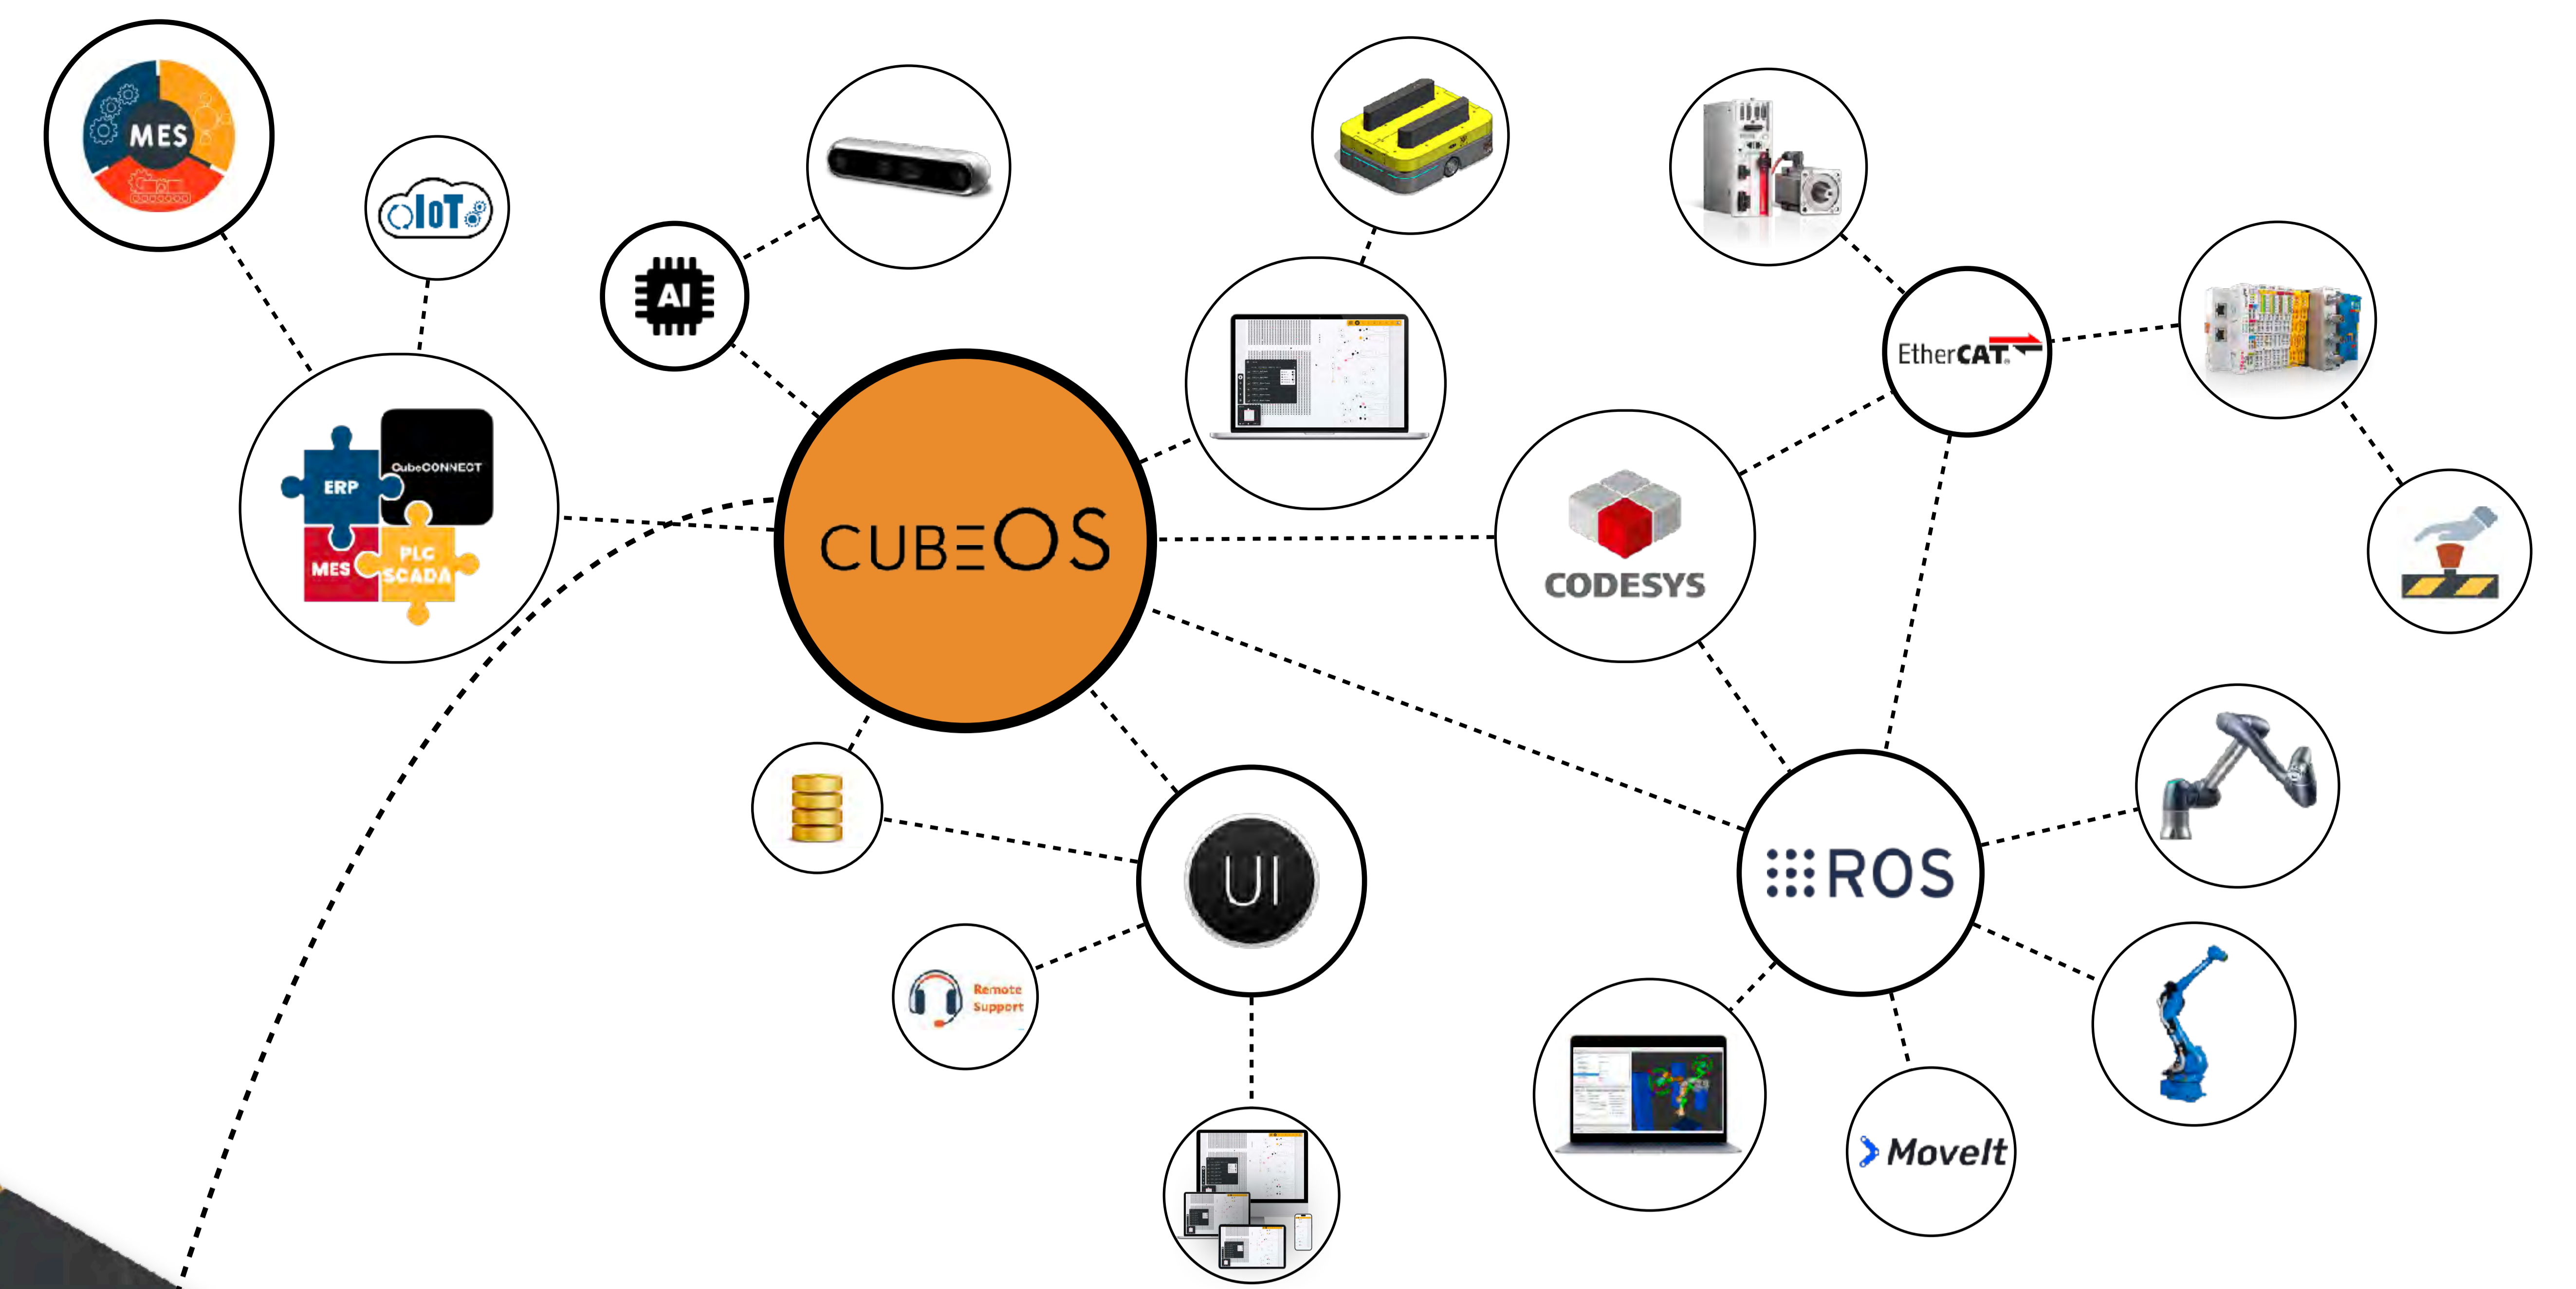 MES
IoT
AI
ERP
CubeCONNECT
MES
PLC
SCADA
CUBEOS
EtherCAT®
CODESYS
UI
ROS
Remote
Support
MoveIt